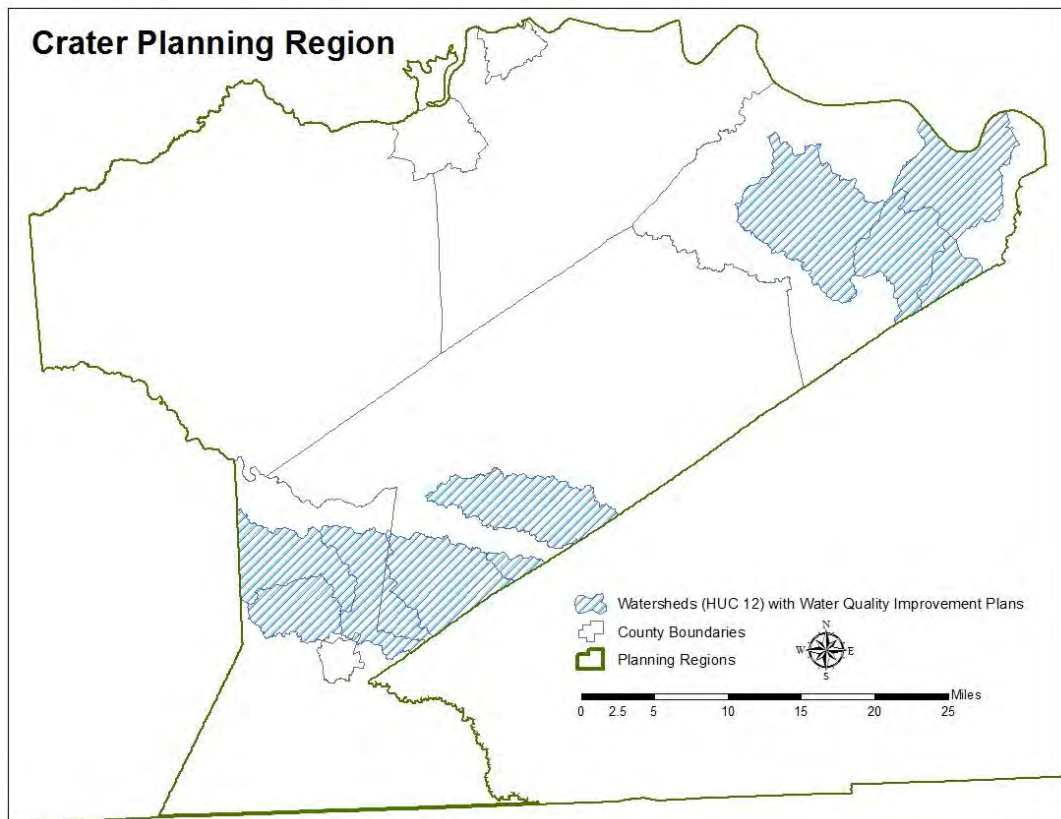 Crater Planning Region
Watersheds (HUC 12) with Water Quality Improvement Plans
County Boundaries
Planning Regions
N
W E
S
Miles
0 2.5 5 10 15 20 25